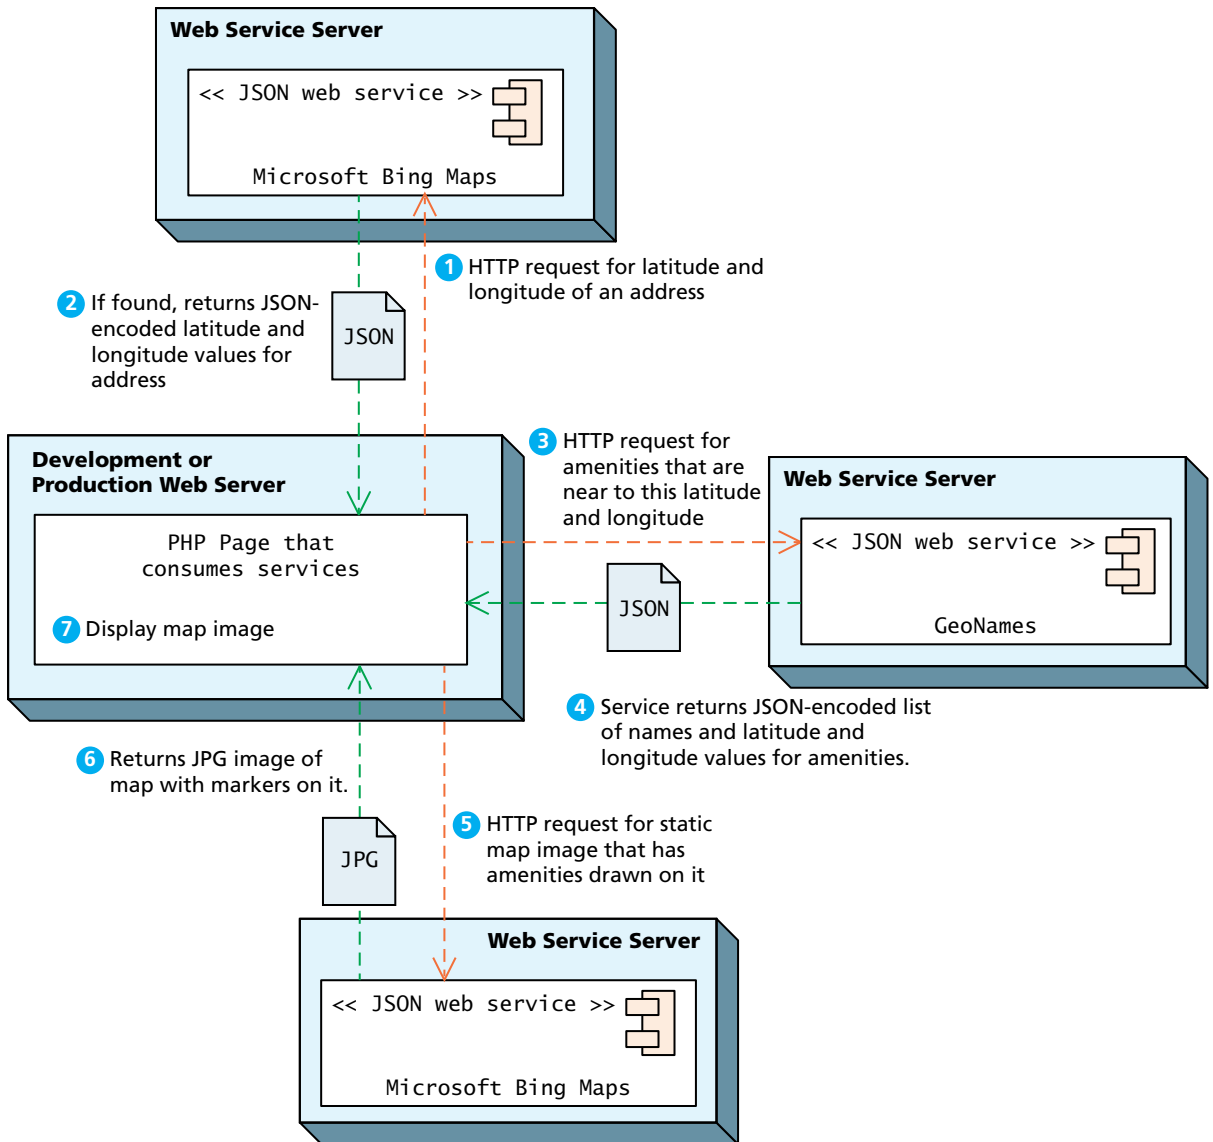 Web Service Server
<< JSON web service >>
Microsoft Bing Maps
1 HTTP request for latitude and
longitude of an address
2 If found, returns JSON-
encoded latitude and
longitude values for
address
JSON
Development or
Production Web Server
PHP Page that
consumes services
7 Display map image
3 HTTP request for
amenities that are
near to this latitude
and longitude
Web Service Server
<< JSON web service >>
GeoNames
JSON
4 Service returns JSON-encoded list
of names and latitude and
longitude values for amenities.
6 Returns JPG image of
map with markers on it.
JPG
5 HTTP request for static
map image that has
amenities drawn on it
Web Service Server
<< JSON web service >>
Microsoft Bing Maps